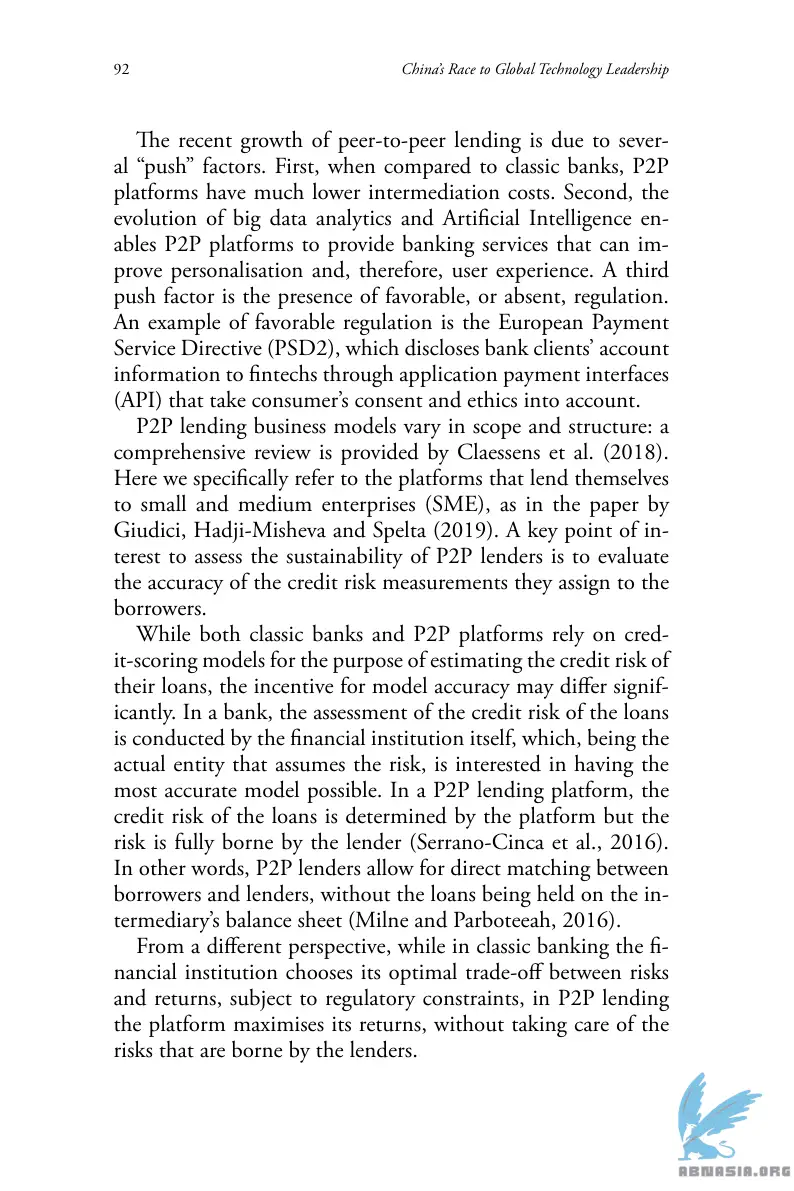 92
China’s Race to Global Technology Leadership
The recent growth of peer-to-peer lending is due to sever-
al “push” factors. First, when compared to classic banks, P2P
platforms have much lower intermediation costs. Second, the
evolution of big data analytics and Artificial Intelligence en-
ables P2P platforms to provide banking services that can im-
prove personalisation and, therefore, user experience. A third
push factor is the presence of favorable, or absent, regulation.
An example of favorable regulation is the European Payment
Service Directive (PSD2), which discloses bank clients’ account
information to fintechs through application payment interfaces
(API) that take consumer’s consent and ethics into account.
P2P lending business models vary in scope and structure: a
comprehensive review is provided by Claessens et al. (2018).
Here we specifically refer to the platforms that lend themselves
to small and medium enterprises (SME), as in the paper by
Giudici, Hadji-Misheva and Spelta (2019). A key point of in-
terest to assess the sustainability of P2P lenders is to evaluate
the accuracy of the credit risk measurements they assign to the
borrowers.
While both classic banks and P2P platforms rely on cred-
it-scoring models for the purpose of estimating the credit risk of
their loans, the incentive for model accuracy may differ signif-
icantly. In a bank, the assessment of the credit risk of the loans
is conducted by the financial institution itself, which, being the
actual entity that assumes the risk, is interested in having the
most accurate model possible. In a P2P lending platform, the
credit risk of the loans is determined by the platform but the
risk is fully borne by the lender (Serrano-Cinca et al., 2016).
In other words, P2P lenders allow for direct matching between
borrowers and lenders, without the loans being held on the in-
termediary’s balance sheet (Milne and Parboteeah, 2016).
From a different perspective, while in classic banking the fi-
nancial institution chooses its optimal trade-off between risks
and returns, subject to regulatory constraints, in P2P lending
the platform maximises its returns, without taking care of the
risks that are borne by the lenders.
ABNASIA.ORG